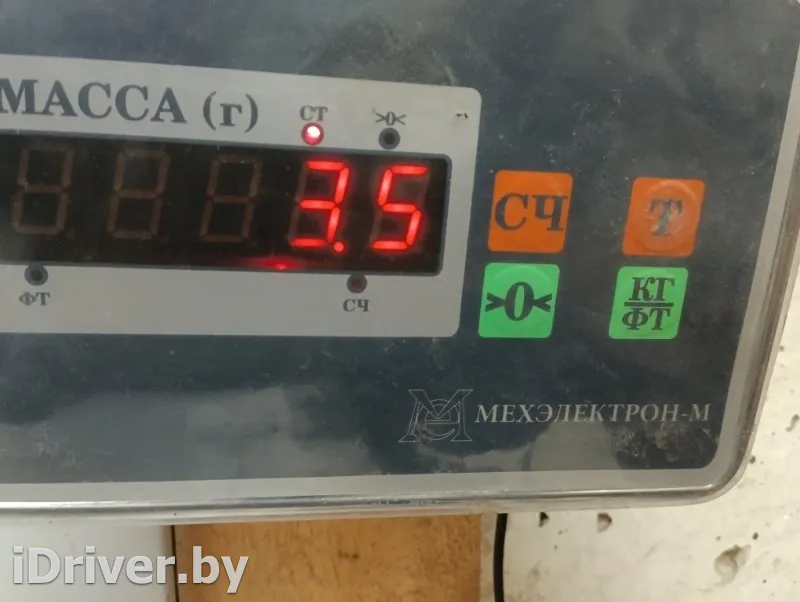 МАССА (г)
СТ
>0<
3.5
ФТ
СЧ
СЧ
Т
>0<
КГ
ФТ
МЕХЭЛЕКТРОН-М
iDriver.by